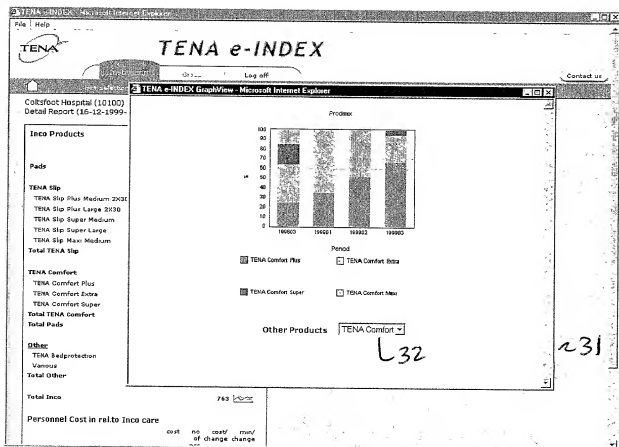 TENA e-INDEX - Microsoft Internet Explorer
File Help
TENA
TENA e-INDEX
Log off
Contact us
Coltsfoot Hospital (10100)
Detail Report (16-12-1999-
Inco Products
Pads
TENA Slip
TENA Slip Plus Medium 2X30
TENA Slip Plus Large 2X30
TENA Slip Super Medium
TENA Slip Super Large
TENA Slip Maxi Medium
Total TENA Slip
TENA Comfort
TENA Comfort Plus
TENA Comfort Extra
TENA Comfort Super
Total TENA Comfort
Total Pads
Other
TENA Bedprotection
Various
Total Other
Total Inco 763
Personnel Cost in rel.to Inco care
cost no cost/ min/
of change change
TENA e-INDEX GraphView - Microsoft Internet Explorer
Prodmix
100
90
80
70
60
50
40
30
20
10
0
%
199901 199902 199903
Period
TENA Comfort Plus TENA Comfort Extra
TENA Comfort Super TENA Comfort Maxi
Other Products TENA Comfort
32
31